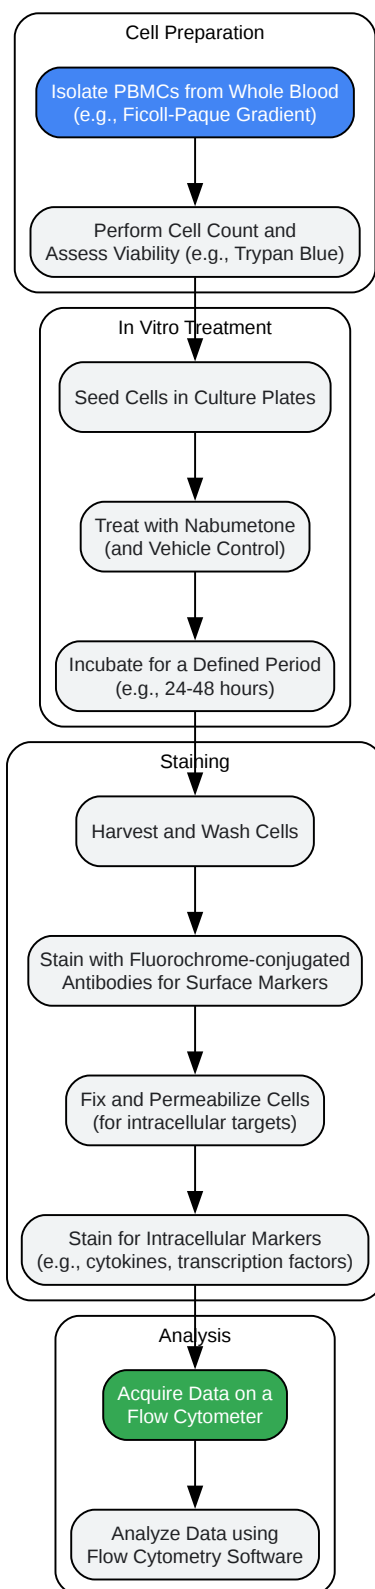 Cell Preparation
Isolate PBMCs from Whole Blood
(e.g., Ficoll-Paque Gradient)
Perform Cell Count and
Assess Viability (e.g., Trypan Blue)
In Vitro Treatment
Seed Cells in Culture Plates
Treat with Nabumetone
(and Vehicle Control)
Incubate for a Defined Period
(e.g., 24-48 hours)
Staining
Harvest and Wash Cells
Stain with Fluorochrome-conjugated
Antibodies for Surface Markers
Fix and Permeabilize Cells
(for intracellular targets)
Stain for Intracellular Markers
(e.g., cytokines, transcription factors)
Analysis
Acquire Data on a
Flow Cytometer
Analyze Data using
Flow Cytometry Software